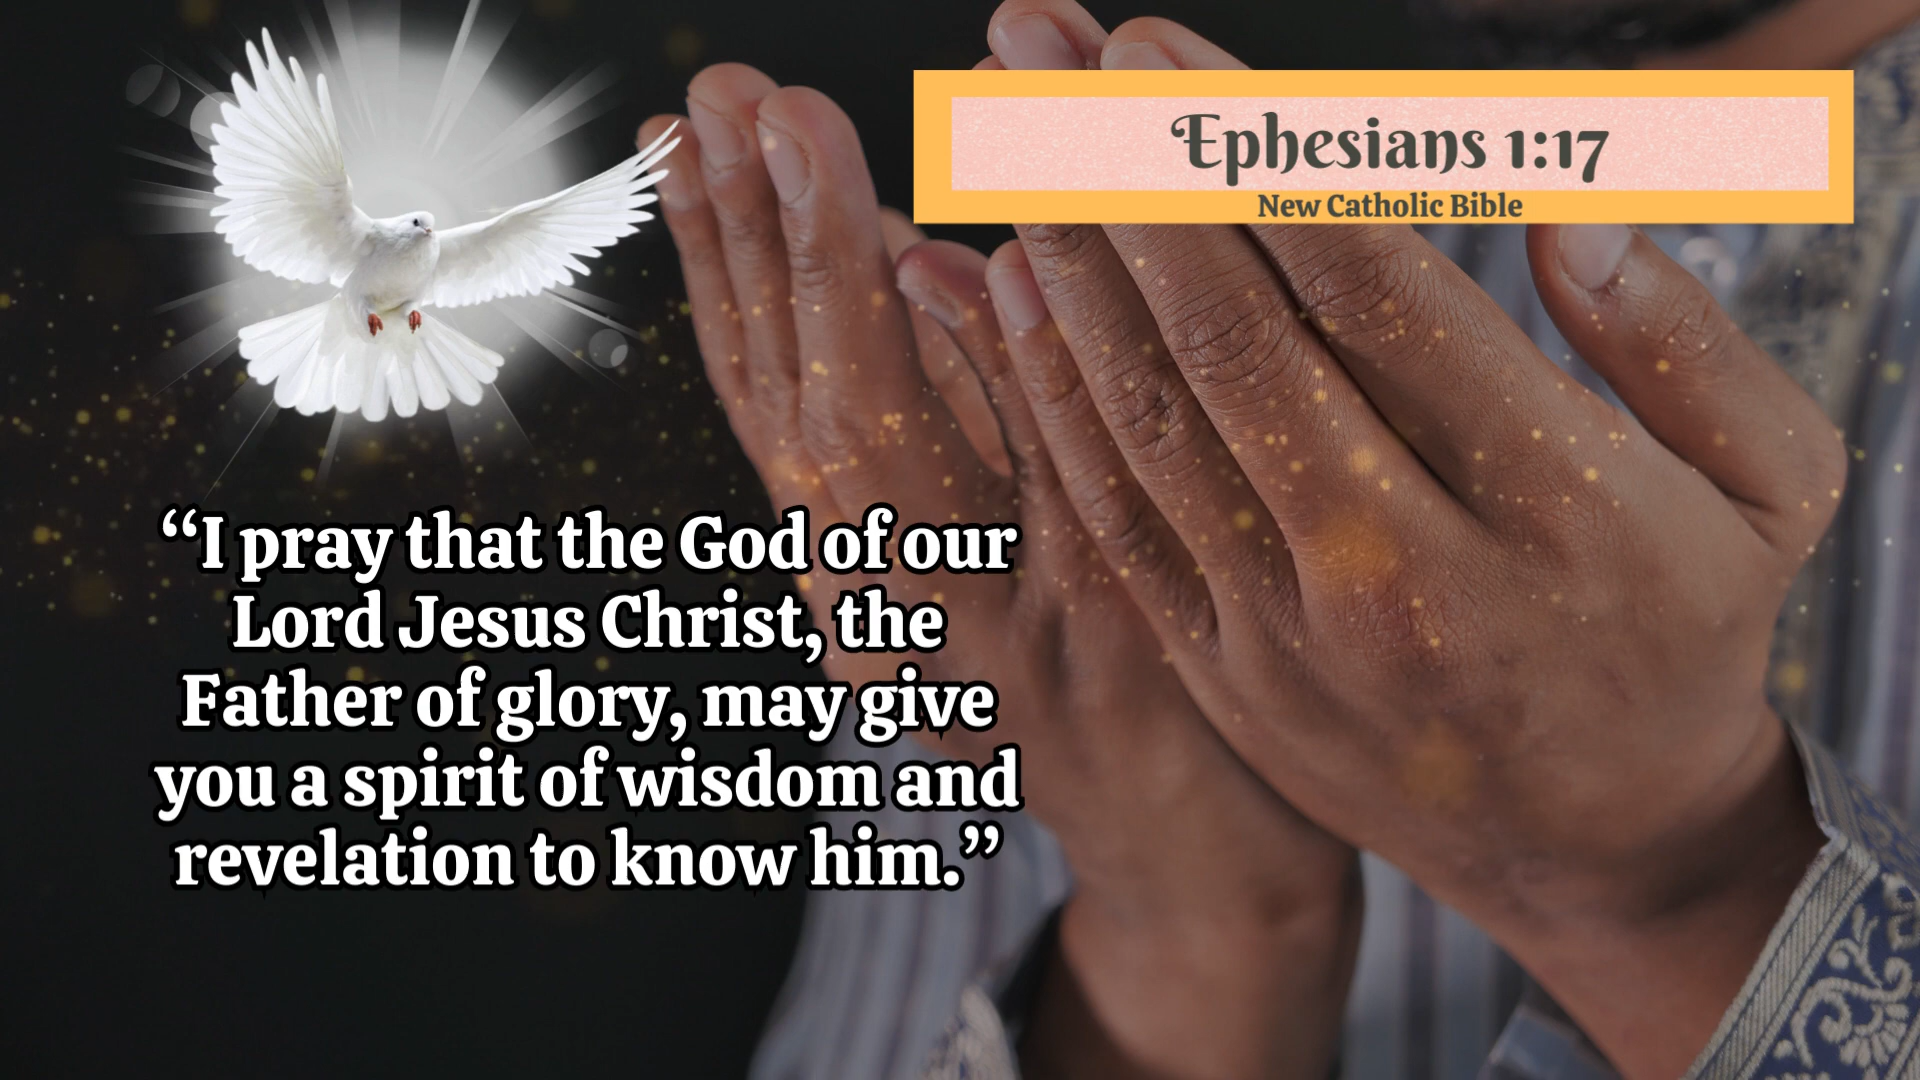 Ephesians 1:17
New Catholic Bible
“I pray that the God of our
Lord Jesus Christ, the
Father of glory, may give
you a spirit of wisdom and
revelation to know him.”